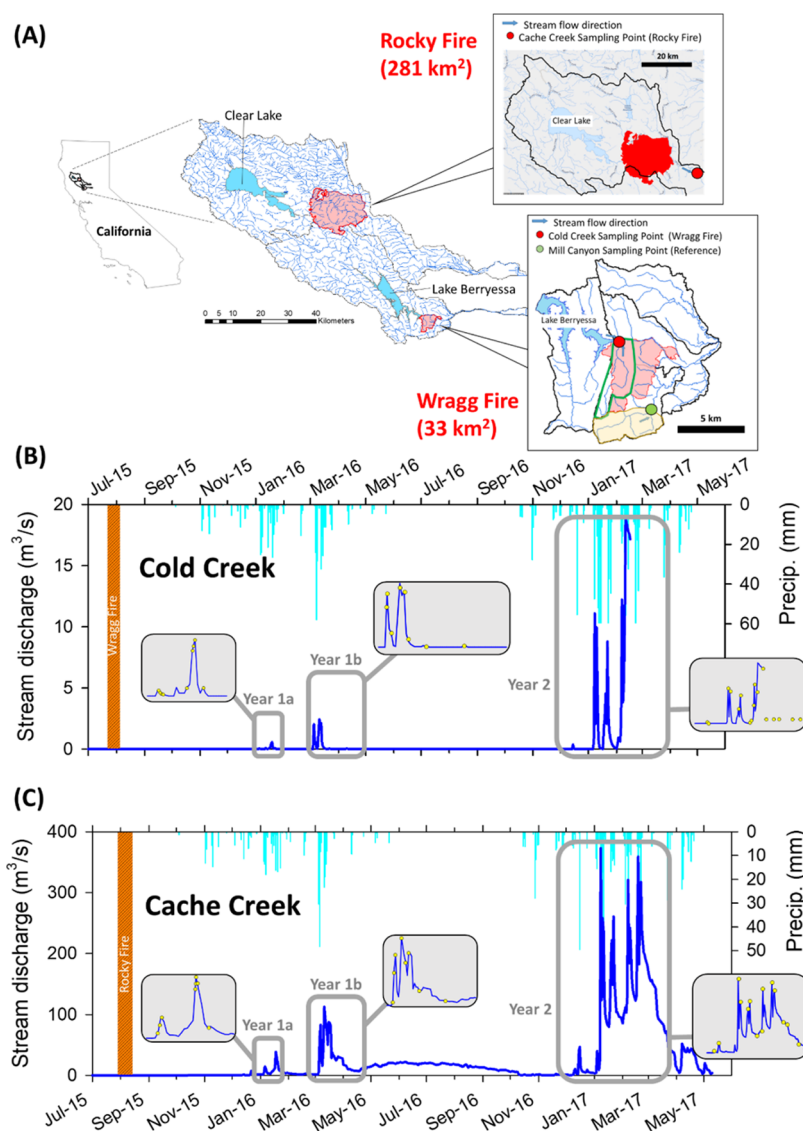 (A)
Rocky Fire
(281 km²)
Stream flow direction
Cache Creek Sampling Point (Rocky Fire)
20 km
Clear Lake
Clear Lake
California
Lake Berryessa
0 5 10 20 30 40
Kilometers
Wragg Fire
(33 km²)
Stream flow direction
Cold Creek Sampling Point (Wragg Fire)
Mill Canyon Sampling Point (Reference)
Lake Berryessa
5 km
(B)
Jul-15 Sep-15 Nov-15 Jan-16 Mar-16 May-16 Jul-16 Sep-16 Nov-16 Jan-17 Mar-17 May-17
Stream discharge (m³/s)
20
15
10
5
0
Precip. (mm)
0
20
40
60
Wragg Fire
Cold Creek
Year 1a
Year 1b
Year 2
(C)
Stream discharge (m³/s)
400
300
200
100
0
Precip. (mm)
0
10
20
30
40
50
Rocky Fire
Cache Creek
Year 1a
Year 1b
Year 2
Jul-15 Sep-15 Nov-15 Jan-16 Mar-16 May-16 Jul-16 Sep-16 Nov-16 Jan-17 Mar-17 May-17